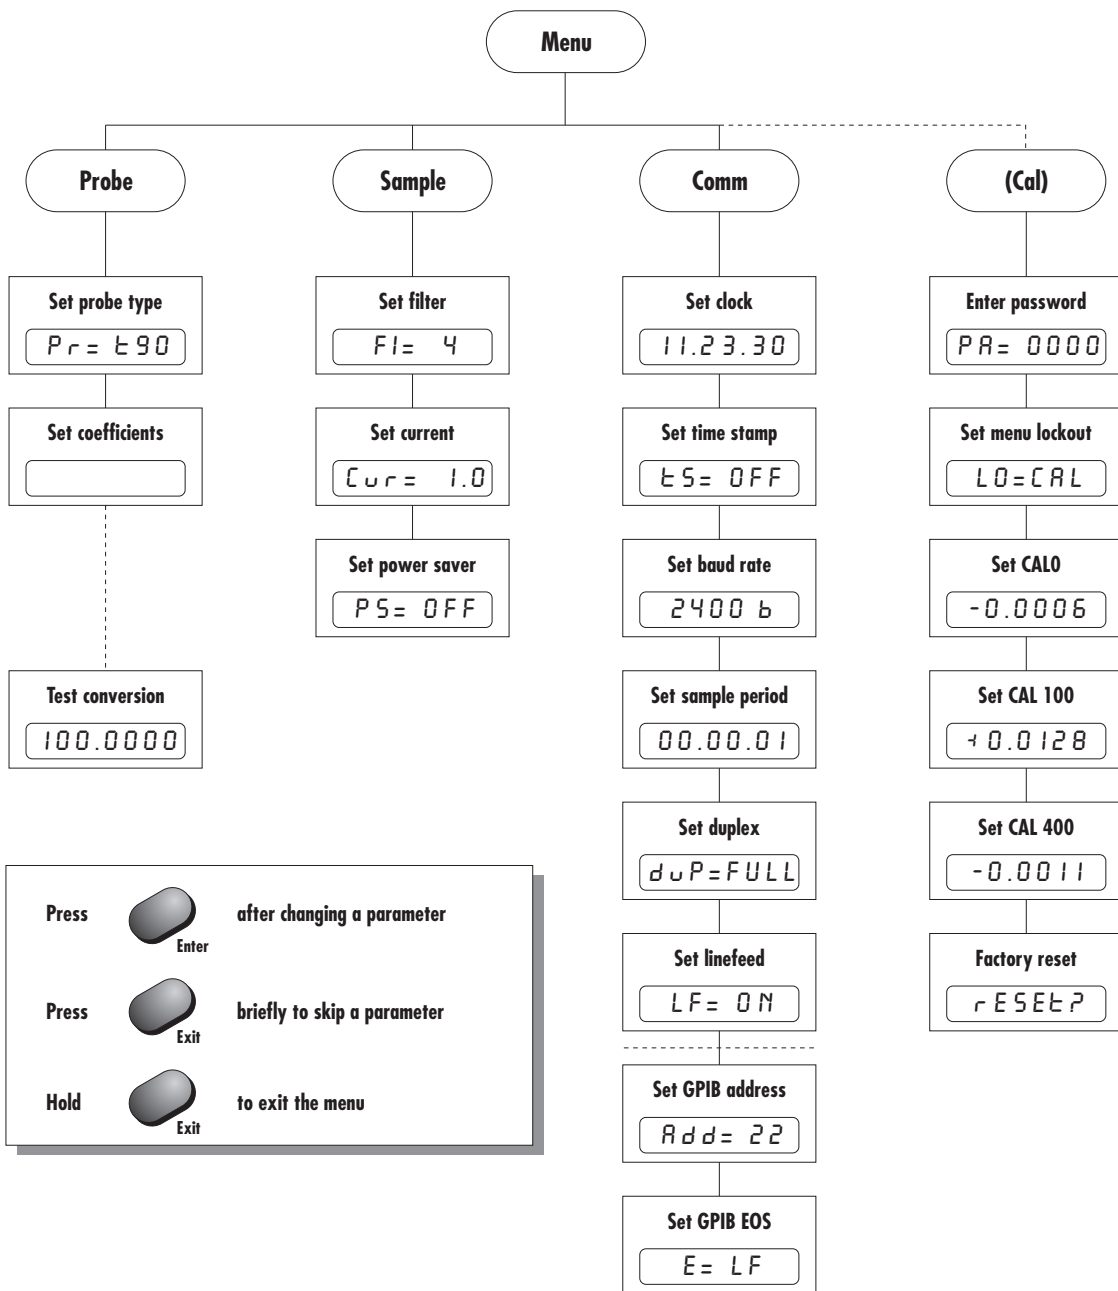 Menu
Probe
Sample
Comm
(Cal)
Set probe type
Pr= t90
Set coefficients
Test conversion
100.0000
Set filter
FI= 4
Set current
Cur= 1.0
Set power saver
PS= OFF
Set clock
11.23.30
Set time stamp
tS= OFF
Set baud rate
2400 b
Set sample period
00.00.01
Set duplex
duP=FULL
Set linefeed
LF= ON
Set GPIB address
Add= 22
Set GPIB EOS
E= LF
Enter password
PA= 0000
Set menu lockout
LO=CAL
Set CAL0
-0.0006
Set CAL 100
+0.0128
Set CAL 400
-0.0011
Factory reset
rESEt?
Press Enter after changing a parameter
Press Exit briefly to skip a parameter
Hold Exit to exit the menu